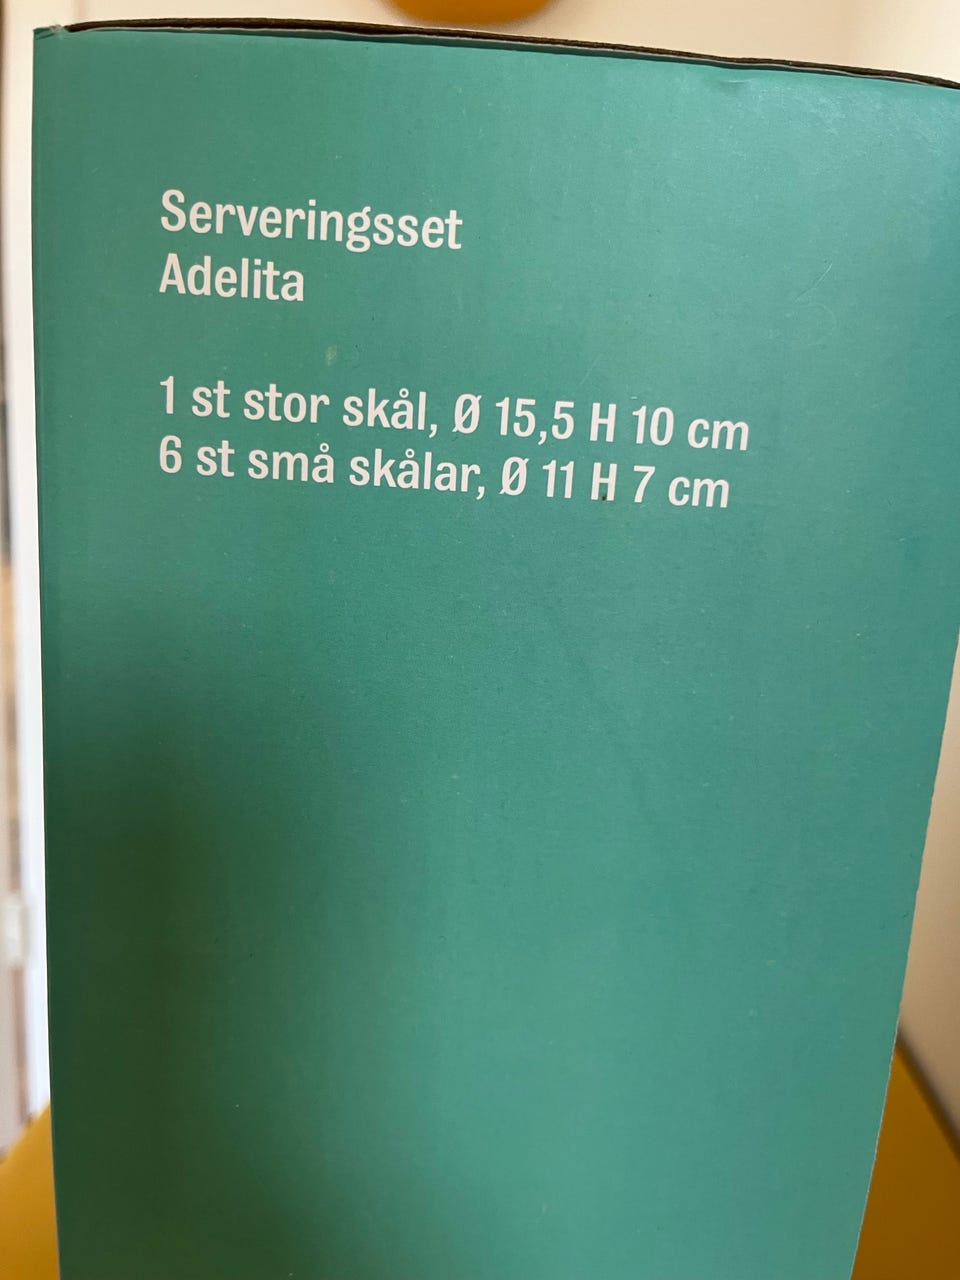 Serveringsset
Adelita
1 st stor skål, Ø 15,5 H 10 cm
6 st små skålar, Ø 11 H 7 cm